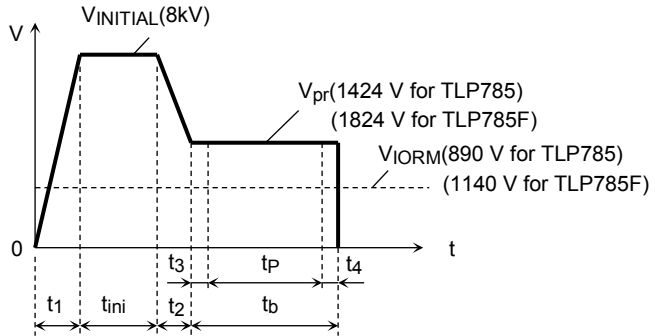 VINITIAL(8kV)
V
Vpr(1424 V for TLP785)
(1824 V for TLP785F)
VIORM(890 V for TLP785)
(1140 V for TLP785F)
0
t
t3
tP
t4
t1
tini
t2
tb